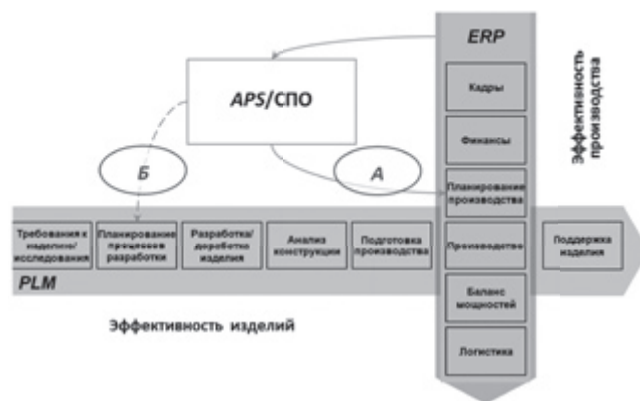 ERP
APS/СПО
Кадры
Финансы
Эффективность
производства
Б
А
Планирование
производства
Требования к
изделию/
исследования
Планирование
процессов
разработки
Разработка/
доработка
изделия
Анализ
конструкции
Подготовка
производства
Производство
Поддержка
изделия
PLM
Баланс
мощностей
Эффективность изделий
Логистика